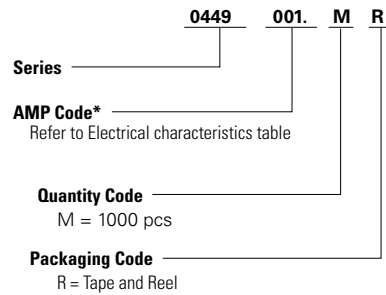 0449 001. M R
Series
AMP Code*
Refer to Electrical characteristics table
Quantity Code
M = 1000 pcs
Packaging Code
R = Tape and Reel